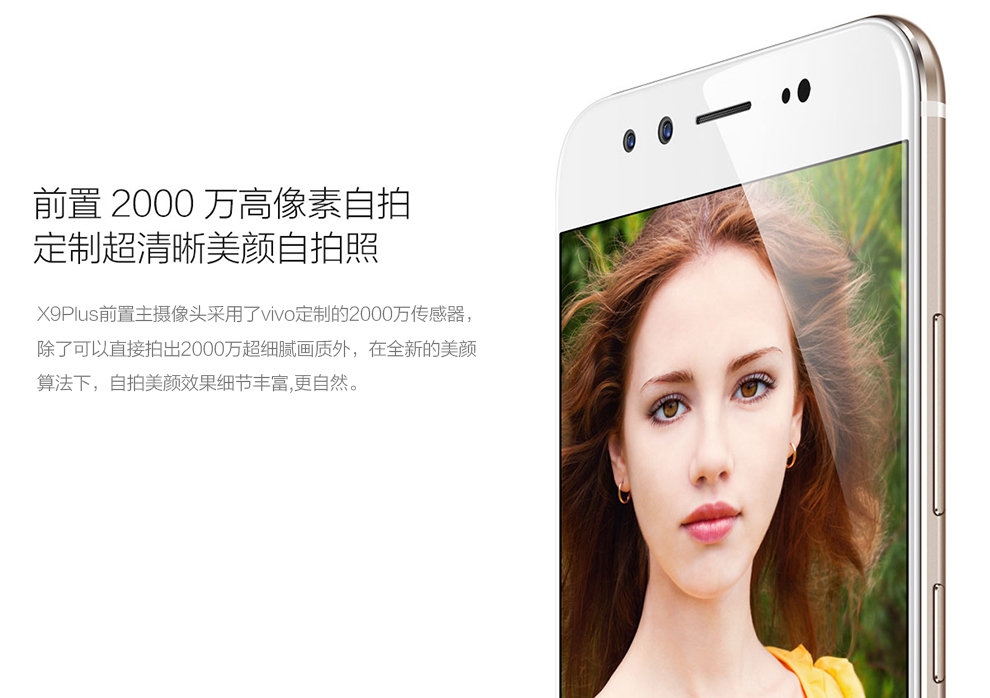 前置 2000 万高像素自拍
定制超清晰美颜自拍照
X9Plus前置主摄像头采用了vivo定制的2000万传感器，
除了可以直接拍出2000万超细腻画质外，在全新的美颜
算法下，自拍美颜效果细节丰富,更自然。